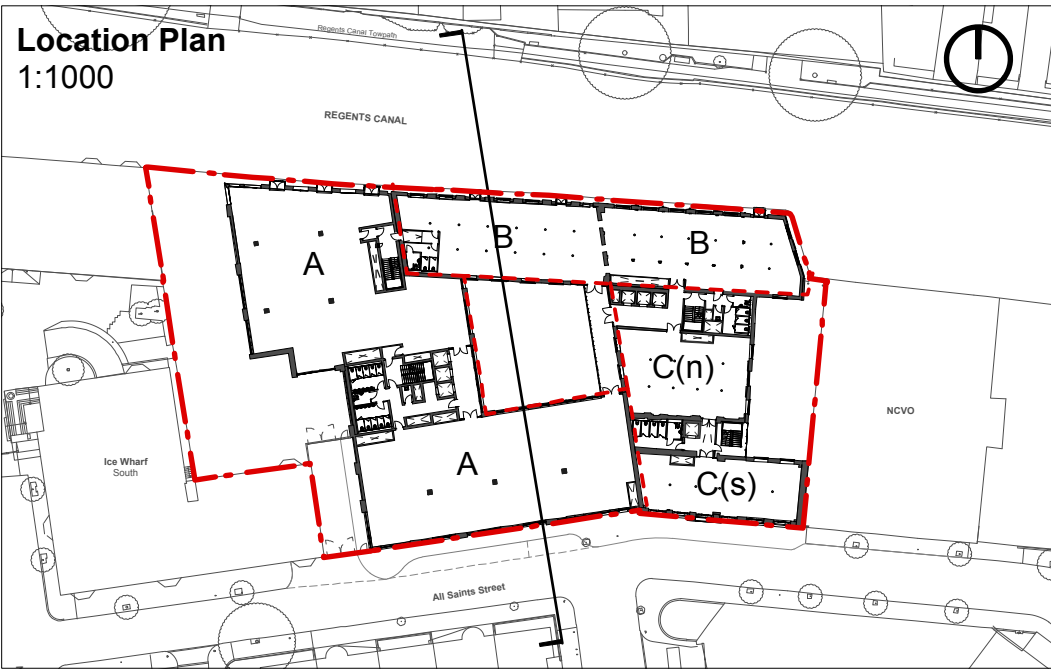 Location Plan
1:1000
Regents Canal Towpath
REGENTS CANAL
A
B
B
C(n)
NCVO
Ice Wharf
South
A
C(s)
All Saints Street